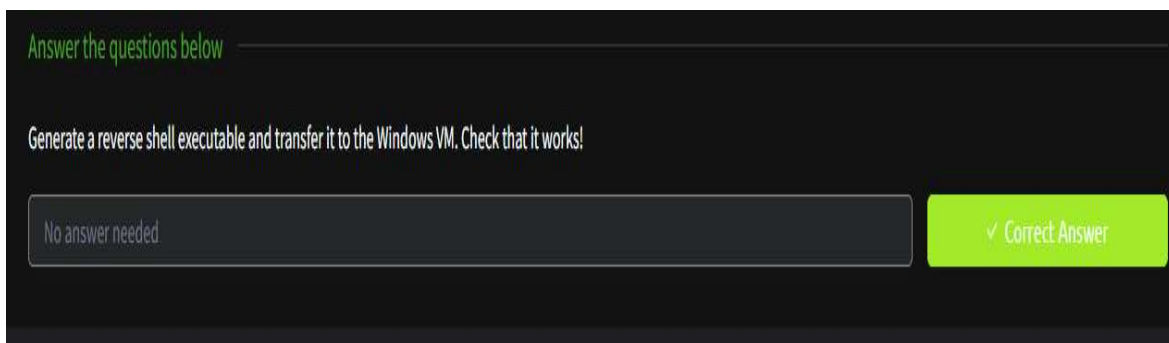 Answer the questions below
Generate a reverse shell executable and transfer it to the Windows VM. Check that it works!
No answer needed
✓ Correct Answer